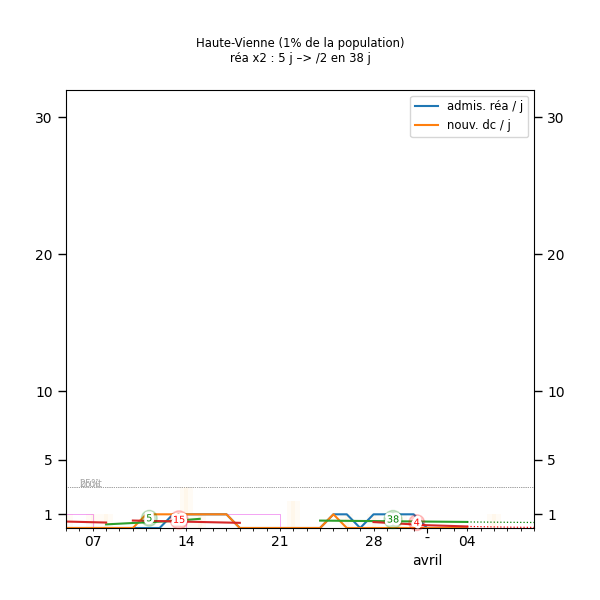 Haute-Vienne (1% de la population)
réa x2 : 5 j –> /2 en 38 j
admis. réa / j
nouv. dc / j
30 30
20 20
10 10
5 5
1 1
5 15 38 4
07 14 21 28 - 04
avril